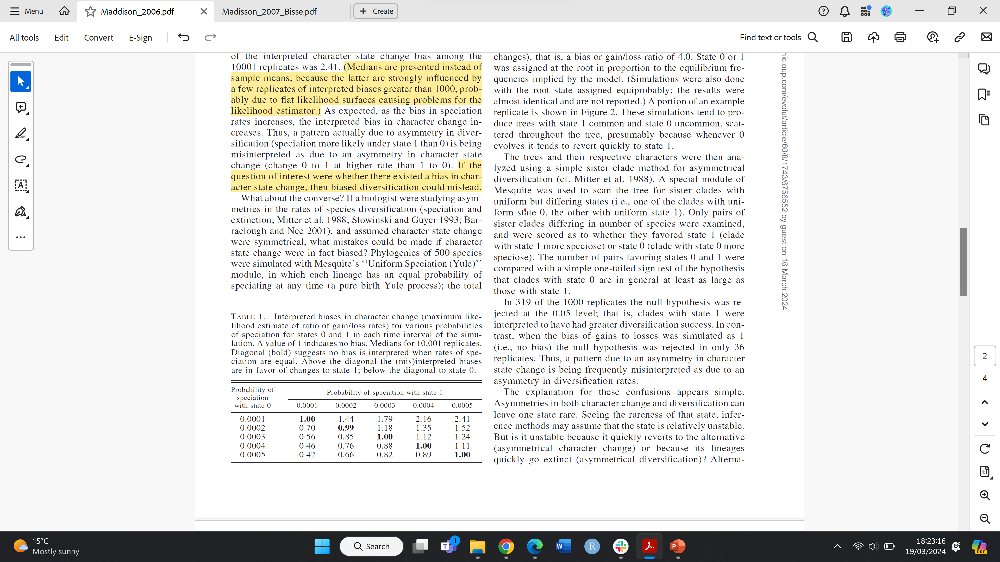 Menu
Maddison_2006.pdf
Madisson_2007_Bisse.pdf
+ Create
All tools
Edit
Convert
E-Sign
Find text or tools
of the interpreted character state change bias among the
10001 replicates was 2.41. (Medians are presented instead of
sample means, because the latter are strongly influenced by
a few replicates of interpreted biases greater than 1000, prob-
ably due to flat likelihood surfaces causing problems for the
likelihood estimator.) As expected, as the bias in speciation
rates increases, the interpreted bias in character change in-
creases. Thus, a pattern actually due to asymmetry in diver-
sification (speciation more likely under state 1 than 0) is being
misinterpreted as due to an asymmetry in character state
change (change 0 to 1 at higher rate than 1 to 0). If the
question of interest were whether there existed a bias in char-
acter state change, then biased diversification could mislead.
What about the converse? If a biologist were studying asym-
metries in the rates of species diversification (speciation and
extinction; Mitter et al. 1988; Slowinski and Guyer 1993; Bar-
raclough and Nee 2001), and assumed character state change
were symmetrical, what mistakes could be made if character
state change were in fact biased? Phylogenies of 500 species
were simulated with Mesquite's ‘‘Uniform Speciation (Yule)’’
module, in which each lineage has an equal probability of
speciating at any time (a pure birth Yule process); the total
TABLE 1. Interpreted biases in character change (maximum like-
lihood estimate of ratio of gain/loss rates) for various probabilities
of speciation for states 0 and 1 in each time interval of the simu-
lation. A value of 1 indicates no bias. Medians for 10,001 replicates.
Diagonal (bold) suggests no bias is interpreted when rates of spe-
ciation are equal. Above the diagonal the (mis)interpreted biases
are in favor of changes to state 1; below the diagonal to state 0.
Probability of
speciation
with state 0
Probability of speciation with state 1
0.0001 0.0002 0.0003 0.0004 0.0005
0.0001 1.00 1.44 1.79 2.16 2.41
0.0002 0.70 0.99 1.18 1.35 1.52
0.0003 0.56 0.85 1.00 1.12 1.24
0.0004 0.46 0.76 0.88 1.00 1.11
0.0005 0.42 0.66 0.82 0.89 1.00
changes), that is, a bias or gain/loss ratio of 4.0. State 0 or 1
was assigned at the root in proportion to the equilibrium fre-
quencies implied by the model. (Simulations were also done
with the root state assigned equiprobably; the results were
almost identical and are not reported.) A portion of an example
replicate is shown in Figure 2. These simulations tend to pro-
duce trees with state 1 common and state 0 uncommon, scat-
tered throughout the tree, presumably because whenever 0
evolves it tends to revert quickly to state 1.
The trees and their respective characters were then ana-
lyzed using a simple sister clade method for asymmetrical
diversification (cf. Mitter et al. 1988). A special module of
Mesquite was used to scan the tree for sister clades with
uniform but differing states (i.e., one of the clades with uni-
form state 0, the other with uniform state 1). Only pairs of
sister clades differing in number of species were examined,
and were scored as to whether they favored state 1 (clade
with state 1 more speciose) or state 0 (clade with state 0 more
speciose). The number of pairs favoring states 0 and 1 were
compared with a simple one-tailed sign test of the hypothesis
that clades with state 0 are in general at least as large as
those with state 1.
In 319 of the 1000 replicates the null hypothesis was re-
jected at the 0.05 level; that is, clades with state 1 were
interpreted to have had greater diversification success. In con-
trast, when the bias of gains to losses was simulated as 1
(i.e., no bias) the null hypothesis was rejected in only 36
replicates. Thus, a pattern due to an asymmetry in character
state change is being frequently misinterpreted as due to an
asymmetry in diversification rates.
The explanation for these confusions appears simple.
Asymmetries in both character change and diversification can
leave one state rare. Seeing the rareness of that state, infer-
ence methods may assume that the state is relatively unstable.
But is it unstable because it quickly reverts to the alternative
(asymmetrical character change) or because its lineages
quickly go extinct (asymmetrical diversification)? Alterna-
nic.oup.com/evolut/article/60/8/1743/6756552 by guest on 16 March 2024
2
4
1:1
15°C
Mostly sunny
Search
1
18:23:16
19/03/2024
PRE